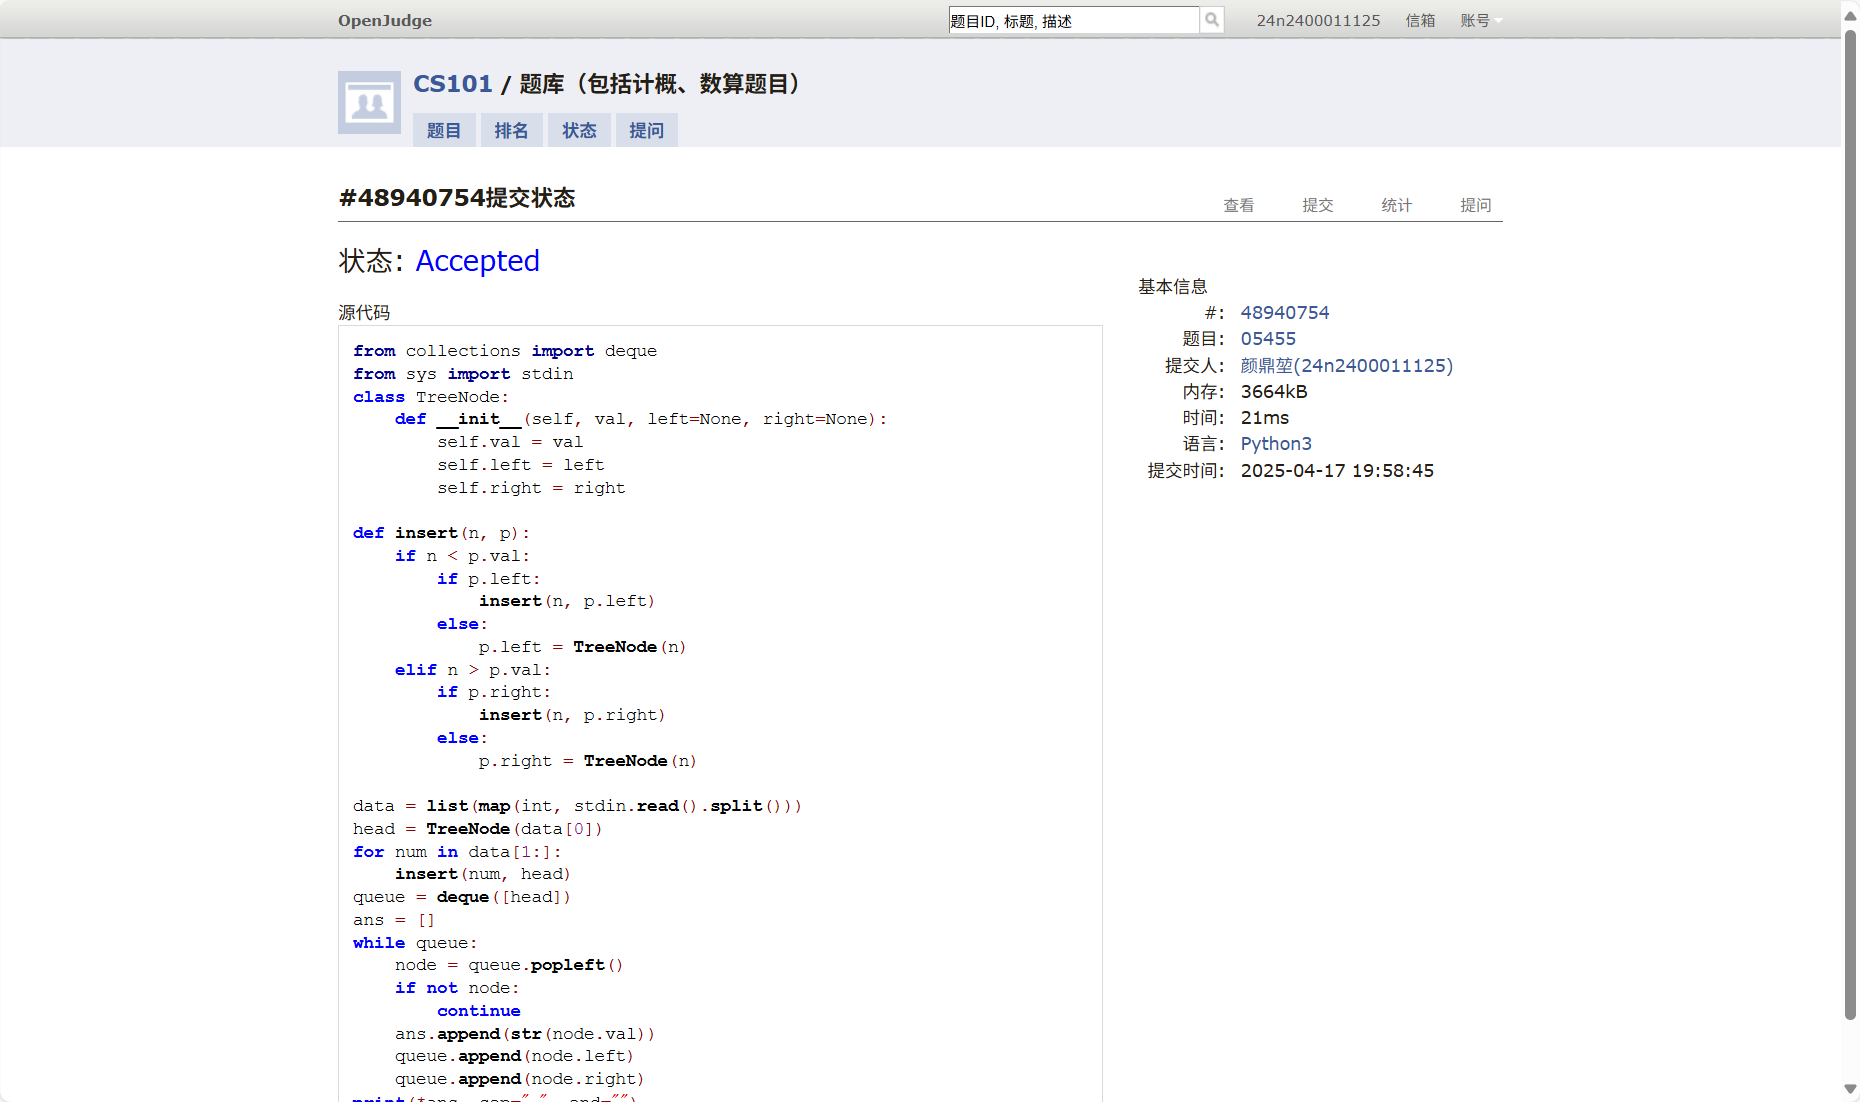 OpenJudge
题目ID, 标题, 描述
24n2400011125 信箱 账号
CS101 / 题库（包括计概、数算题目）
题目 排名 状态 提问
#48940754提交状态
查看 提交 统计 提问
状态: Accepted
源代码
from collections import deque
from sys import stdin
class TreeNode:
    def __init__(self, val, left=None, right=None):
        self.val = val
        self.left = left
        self.right = right

def insert(n, p):
    if n < p.val:
        if p.left:
            insert(n, p.left)
        else:
            p.left = TreeNode(n)
    elif n > p.val:
        if p.right:
            insert(n, p.right)
        else:
            p.right = TreeNode(n)

data = list(map(int, stdin.read().split()))
head = TreeNode(data[0])
for num in data[1:]:
    insert(num, head)
queue = deque([head])
ans = []
while queue:
    node = queue.popleft()
    if not node:
        continue
    ans.append(str(node.val))
    queue.append(node.left)
    queue.append(node.right)
print(*ans, sep=" ", end="")
基本信息
#: 48940754
题目: 05455
提交人: 颜鼎堃(24n2400011125)
内存: 3664kB
时间: 21ms
语言: Python3
提交时间: 2025-04-17 19:58:45